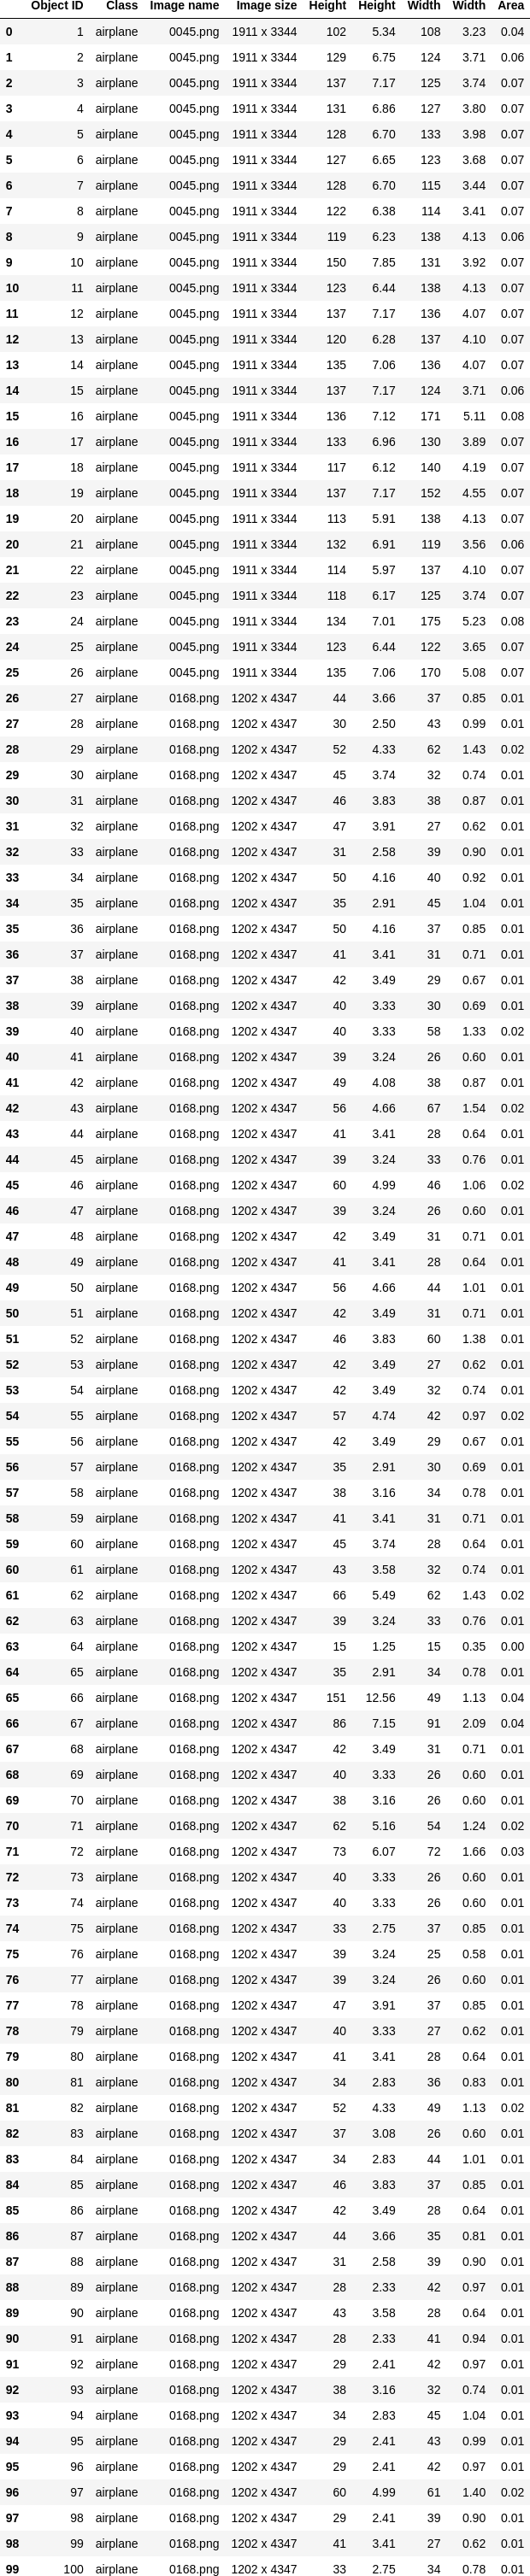 Object ID Class Image name Image size Height Height Width Width Area
0 1 airplane 0045.png 1911 x 3344 102 5.34 108 3.23 0.04
1 2 airplane 0045.png 1911 x 3344 129 6.75 124 3.71 0.06
2 3 airplane 0045.png 1911 x 3344 137 7.17 125 3.74 0.07
3 4 airplane 0045.png 1911 x 3344 131 6.86 127 3.80 0.07
4 5 airplane 0045.png 1911 x 3344 128 6.70 133 3.98 0.07
5 6 airplane 0045.png 1911 x 3344 127 6.65 123 3.68 0.07
6 7 airplane 0045.png 1911 x 3344 128 6.70 115 3.44 0.07
7 8 airplane 0045.png 1911 x 3344 122 6.38 114 3.41 0.07
8 9 airplane 0045.png 1911 x 3344 119 6.23 138 4.13 0.06
9 10 airplane 0045.png 1911 x 3344 150 7.85 131 3.92 0.07
10 11 airplane 0045.png 1911 x 3344 123 6.44 138 4.13 0.07
11 12 airplane 0045.png 1911 x 3344 137 7.17 136 4.07 0.07
12 13 airplane 0045.png 1911 x 3344 120 6.28 137 4.10 0.07
13 14 airplane 0045.png 1911 x 3344 135 7.06 136 4.07 0.07
14 15 airplane 0045.png 1911 x 3344 137 7.17 124 3.71 0.06
15 16 airplane 0045.png 1911 x 3344 136 7.12 171 5.11 0.08
16 17 airplane 0045.png 1911 x 3344 133 6.96 130 3.89 0.07
17 18 airplane 0045.png 1911 x 3344 117 6.12 140 4.19 0.07
18 19 airplane 0045.png 1911 x 3344 137 7.17 152 4.55 0.07
19 20 airplane 0045.png 1911 x 3344 113 5.91 138 4.13 0.07
20 21 airplane 0045.png 1911 x 3344 132 6.91 119 3.56 0.06
21 22 airplane 0045.png 1911 x 3344 114 5.97 137 4.10 0.07
22 23 airplane 0045.png 1911 x 3344 118 6.17 125 3.74 0.07
23 24 airplane 0045.png 1911 x 3344 134 7.01 175 5.23 0.08
24 25 airplane 0045.png 1911 x 3344 123 6.44 122 3.65 0.07
25 26 airplane 0045.png 1911 x 3344 135 7.06 170 5.08 0.07
26 27 airplane 0168.png 1202 x 4347 44 3.66 37 0.85 0.01
27 28 airplane 0168.png 1202 x 4347 30 2.50 43 0.99 0.01
28 29 airplane 0168.png 1202 x 4347 52 4.33 62 1.43 0.02
29 30 airplane 0168.png 1202 x 4347 45 3.74 32 0.74 0.01
30 31 airplane 0168.png 1202 x 4347 46 3.83 38 0.87 0.01
31 32 airplane 0168.png 1202 x 4347 47 3.91 27 0.62 0.01
32 33 airplane 0168.png 1202 x 4347 31 2.58 39 0.90 0.01
33 34 airplane 0168.png 1202 x 4347 50 4.16 40 0.92 0.01
34 35 airplane 0168.png 1202 x 4347 35 2.91 45 1.04 0.01
35 36 airplane 0168.png 1202 x 4347 50 4.16 37 0.85 0.01
36 37 airplane 0168.png 1202 x 4347 41 3.41 31 0.71 0.01
37 38 airplane 0168.png 1202 x 4347 42 3.49 29 0.67 0.01
38 39 airplane 0168.png 1202 x 4347 40 3.33 30 0.69 0.01
39 40 airplane 0168.png 1202 x 4347 40 3.33 58 1.33 0.02
40 41 airplane 0168.png 1202 x 4347 39 3.24 26 0.60 0.01
41 42 airplane 0168.png 1202 x 4347 49 4.08 38 0.87 0.01
42 43 airplane 0168.png 1202 x 4347 56 4.66 67 1.54 0.02
43 44 airplane 0168.png 1202 x 4347 41 3.41 28 0.64 0.01
44 45 airplane 0168.png 1202 x 4347 39 3.24 33 0.76 0.01
45 46 airplane 0168.png 1202 x 4347 60 4.99 46 1.06 0.02
46 47 airplane 0168.png 1202 x 4347 39 3.24 26 0.60 0.01
47 48 airplane 0168.png 1202 x 4347 42 3.49 31 0.71 0.01
48 49 airplane 0168.png 1202 x 4347 41 3.41 28 0.64 0.01
49 50 airplane 0168.png 1202 x 4347 56 4.66 44 1.01 0.01
50 51 airplane 0168.png 1202 x 4347 42 3.49 31 0.71 0.01
51 52 airplane 0168.png 1202 x 4347 46 3.83 60 1.38 0.01
52 53 airplane 0168.png 1202 x 4347 42 3.49 27 0.62 0.01
53 54 airplane 0168.png 1202 x 4347 42 3.49 32 0.74 0.01
54 55 airplane 0168.png 1202 x 4347 57 4.74 42 0.97 0.02
55 56 airplane 0168.png 1202 x 4347 42 3.49 29 0.67 0.01
56 57 airplane 0168.png 1202 x 4347 35 2.91 30 0.69 0.01
57 58 airplane 0168.png 1202 x 4347 38 3.16 34 0.78 0.01
58 59 airplane 0168.png 1202 x 4347 41 3.41 31 0.71 0.01
59 60 airplane 0168.png 1202 x 4347 45 3.74 28 0.64 0.01
60 61 airplane 0168.png 1202 x 4347 43 3.58 32 0.74 0.01
61 62 airplane 0168.png 1202 x 4347 66 5.49 62 1.43 0.02
62 63 airplane 0168.png 1202 x 4347 39 3.24 33 0.76 0.01
63 64 airplane 0168.png 1202 x 4347 15 1.25 15 0.35 0.00
64 65 airplane 0168.png 1202 x 4347 35 2.91 34 0.78 0.01
65 66 airplane 0168.png 1202 x 4347 151 12.56 49 1.13 0.04
66 67 airplane 0168.png 1202 x 4347 86 7.15 91 2.09 0.04
67 68 airplane 0168.png 1202 x 4347 42 3.49 31 0.71 0.01
68 69 airplane 0168.png 1202 x 4347 40 3.33 26 0.60 0.01
69 70 airplane 0168.png 1202 x 4347 38 3.16 26 0.60 0.01
70 71 airplane 0168.png 1202 x 4347 62 5.16 54 1.24 0.02
71 72 airplane 0168.png 1202 x 4347 73 6.07 72 1.66 0.03
72 73 airplane 0168.png 1202 x 4347 40 3.33 26 0.60 0.01
73 74 airplane 0168.png 1202 x 4347 40 3.33 26 0.60 0.01
74 75 airplane 0168.png 1202 x 4347 33 2.75 37 0.85 0.01
75 76 airplane 0168.png 1202 x 4347 39 3.24 25 0.58 0.01
76 77 airplane 0168.png 1202 x 4347 39 3.24 26 0.60 0.01
77 78 airplane 0168.png 1202 x 4347 47 3.91 37 0.85 0.01
78 79 airplane 0168.png 1202 x 4347 40 3.33 27 0.62 0.01
79 80 airplane 0168.png 1202 x 4347 41 3.41 28 0.64 0.01
80 81 airplane 0168.png 1202 x 4347 34 2.83 36 0.83 0.01
81 82 airplane 0168.png 1202 x 4347 52 4.33 49 1.13 0.02
82 83 airplane 0168.png 1202 x 4347 37 3.08 26 0.60 0.01
83 84 airplane 0168.png 1202 x 4347 34 2.83 44 1.01 0.01
84 85 airplane 0168.png 1202 x 4347 46 3.83 37 0.85 0.01
85 86 airplane 0168.png 1202 x 4347 42 3.49 28 0.64 0.01
86 87 airplane 0168.png 1202 x 4347 44 3.66 35 0.81 0.01
87 88 airplane 0168.png 1202 x 4347 31 2.58 39 0.90 0.01
88 89 airplane 0168.png 1202 x 4347 28 2.33 42 0.97 0.01
89 90 airplane 0168.png 1202 x 4347 43 3.58 28 0.64 0.01
90 91 airplane 0168.png 1202 x 4347 28 2.33 41 0.94 0.01
91 92 airplane 0168.png 1202 x 4347 29 2.41 42 0.97 0.01
92 93 airplane 0168.png 1202 x 4347 38 3.16 32 0.74 0.01
93 94 airplane 0168.png 1202 x 4347 34 2.83 45 1.04 0.01
94 95 airplane 0168.png 1202 x 4347 29 2.41 43 0.99 0.01
95 96 airplane 0168.png 1202 x 4347 29 2.41 42 0.97 0.01
96 97 airplane 0168.png 1202 x 4347 60 4.99 61 1.40 0.02
97 98 airplane 0168.png 1202 x 4347 29 2.41 39 0.90 0.01
98 99 airplane 0168.png 1202 x 4347 41 3.41 27 0.62 0.01
99 100 airplane 0168.png 1202 x 4347 33 2.75 34 0.78 0.01